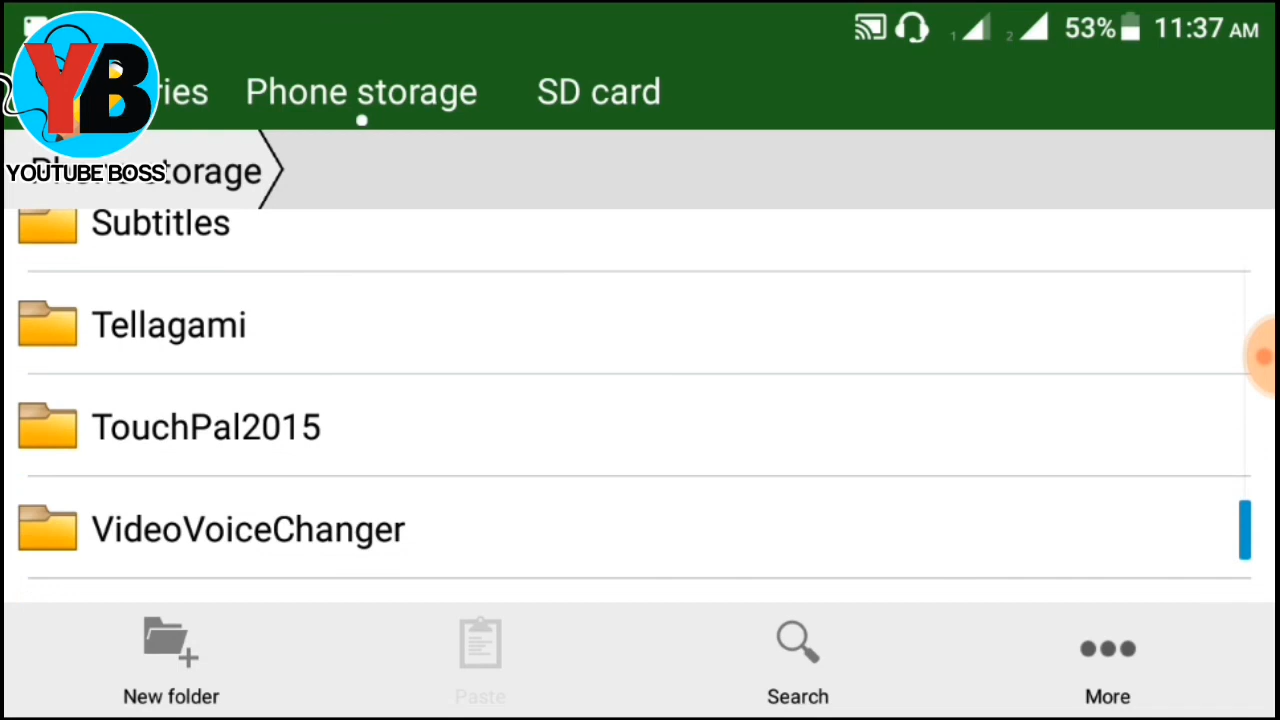 53% 11:37 AM
YB
Phone storage SD card
YOUTUBE BOSS
Subtitles
Tellagami
TouchPal2015
VideoVoiceChanger
New folder Paste Search More